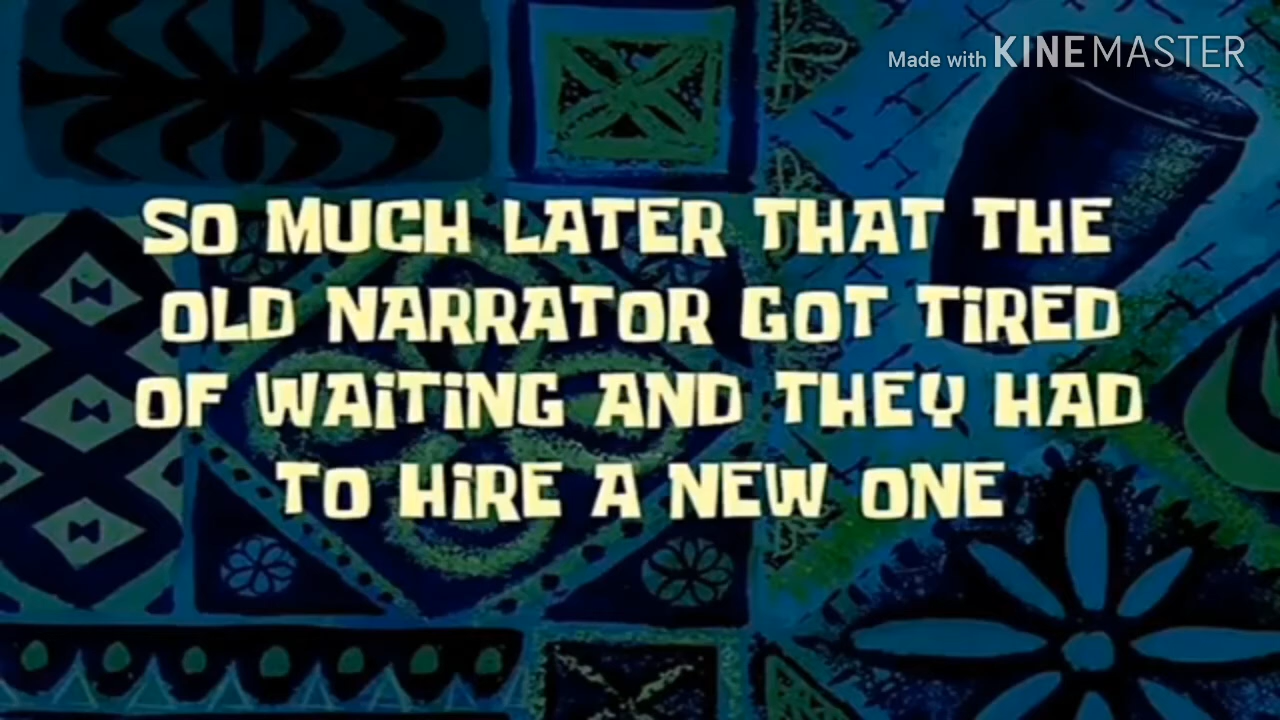 Made with KINEMASTER
SO MUCH LATER THAT THE
OLD NARRATOR GOT TiRED
OF WAiTiNG AND THEY HAD
TO HiRE A NEW ONE